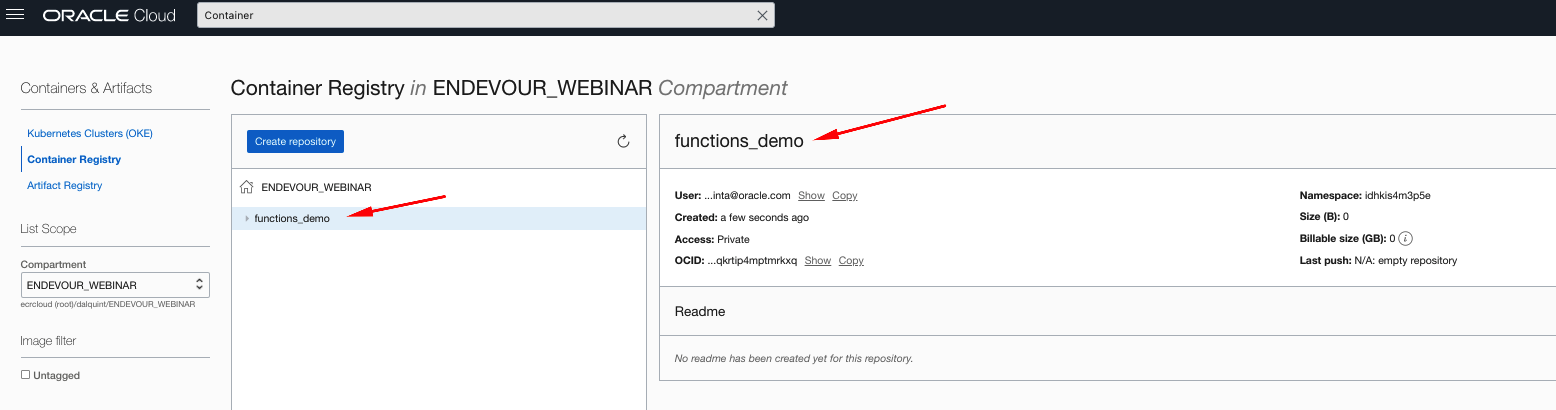 ORACLE Cloud
Container
Containers & Artifacts
Kubernetes Clusters (OKE)
Container Registry
Artifact Registry
List Scope
Compartment
ENDEVOUR_WEBINAR
ecrcloud (root)/dalquint/ENDEVOUR_WEBINAR
Image filter
Untagged
Container Registry in ENDEVOUR_WEBINAR Compartment
Create repository
ENDEVOUR_WEBINAR
functions_demo
functions_demo
User: ...inta@oracle.com Show Copy
Created: a few seconds ago
Access: Private
OCID: ...qkrtip4mptmrkxq Show Copy
Namespace: idhkis4m3p5e
Size (B): 0
Billable size (GB): 0 i
Last push: N/A: empty repository
Readme
No readme has been created yet for this repository.